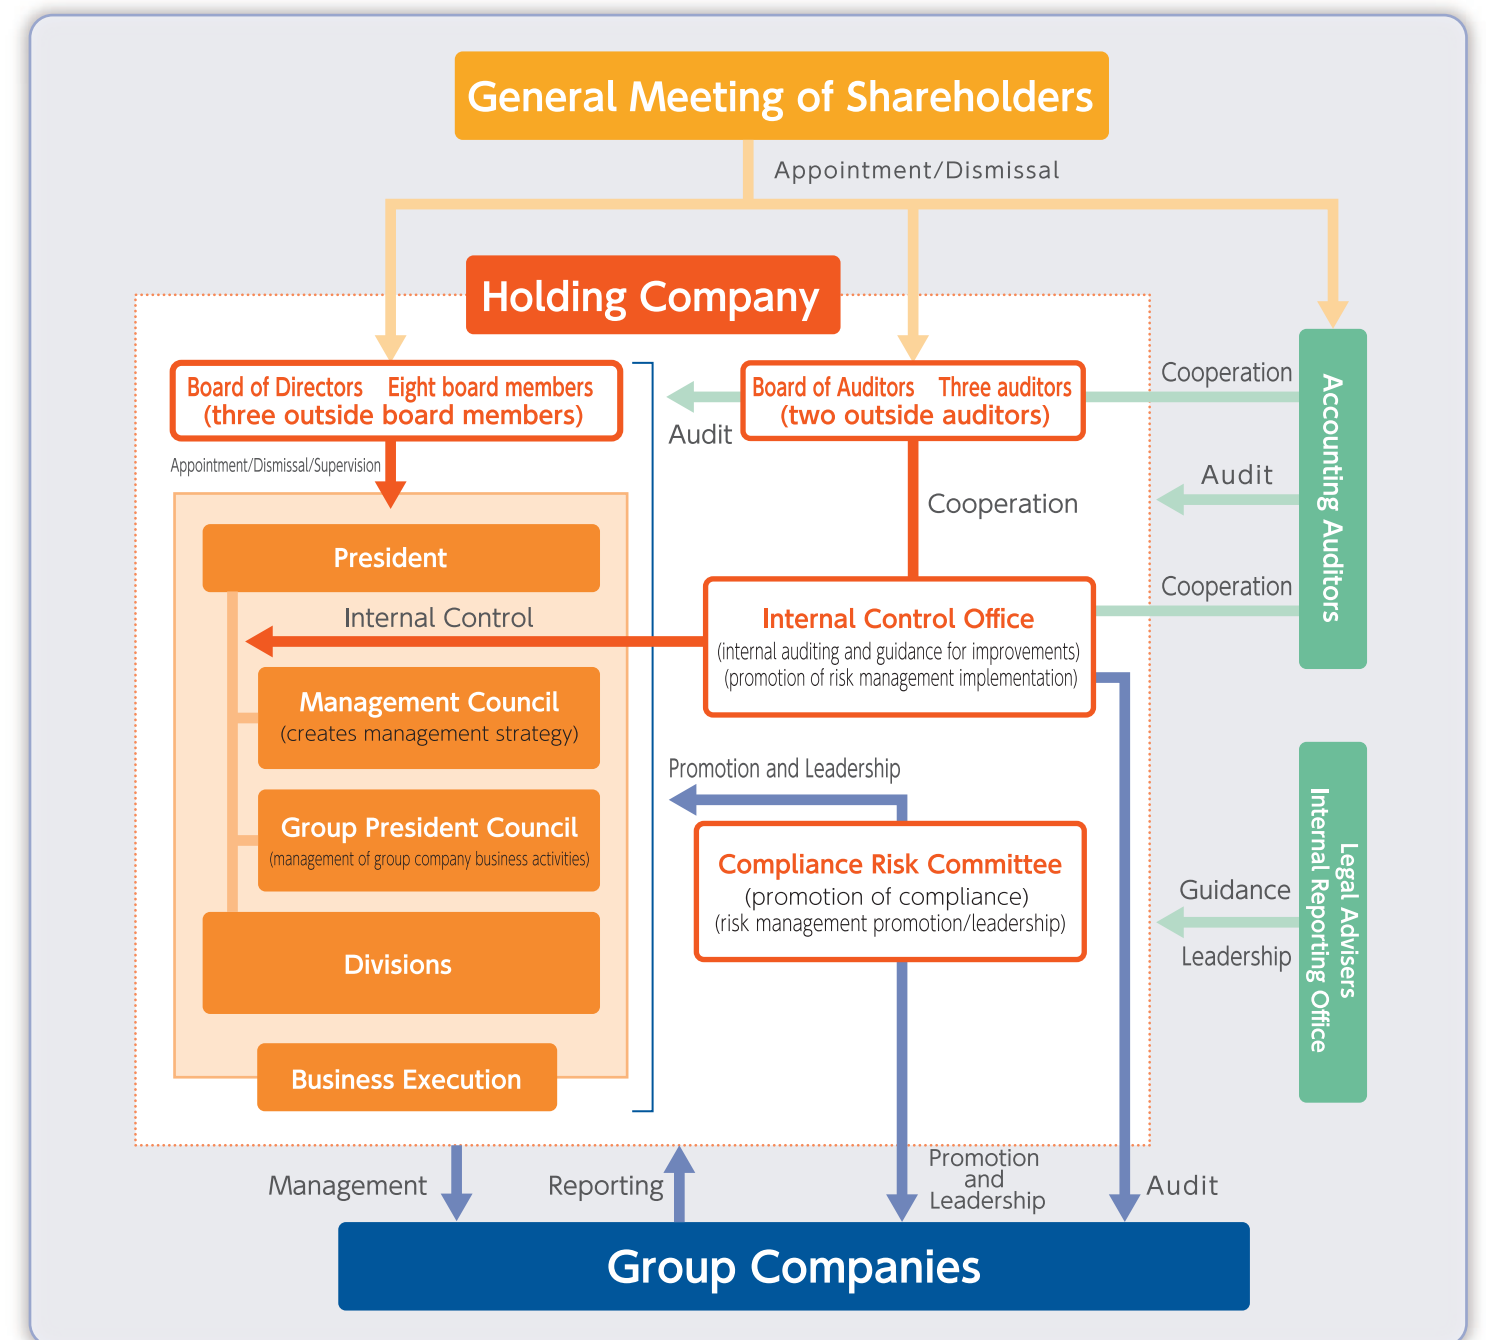 General Meeting of Shareholders
Appointment/Dismissal
Holding Company
Board of Directors Eight board members
(three outside board members)
Audit
Board of Auditors Three auditors
(two outside auditors)
Cooperation
Audit
Cooperation
Accounting Auditors
Appointment/Dismissal/Supervision
Cooperation
President
Internal Control
Internal Control Office
(internal auditing and guidance for improvements)
(promotion of risk management implementation)
Management Council
(creates management strategy)
Promotion and Leadership
Group President Council
(management of group company business activities)
Compliance Risk Committee
(promotion of compliance)
(risk management promotion/leadership)
Guidance
Leadership
Legal Advisers
Internal Reporting Office
Divisions
Business Execution
Management
Reporting
Promotion
and
Leadership
Audit
Group Companies